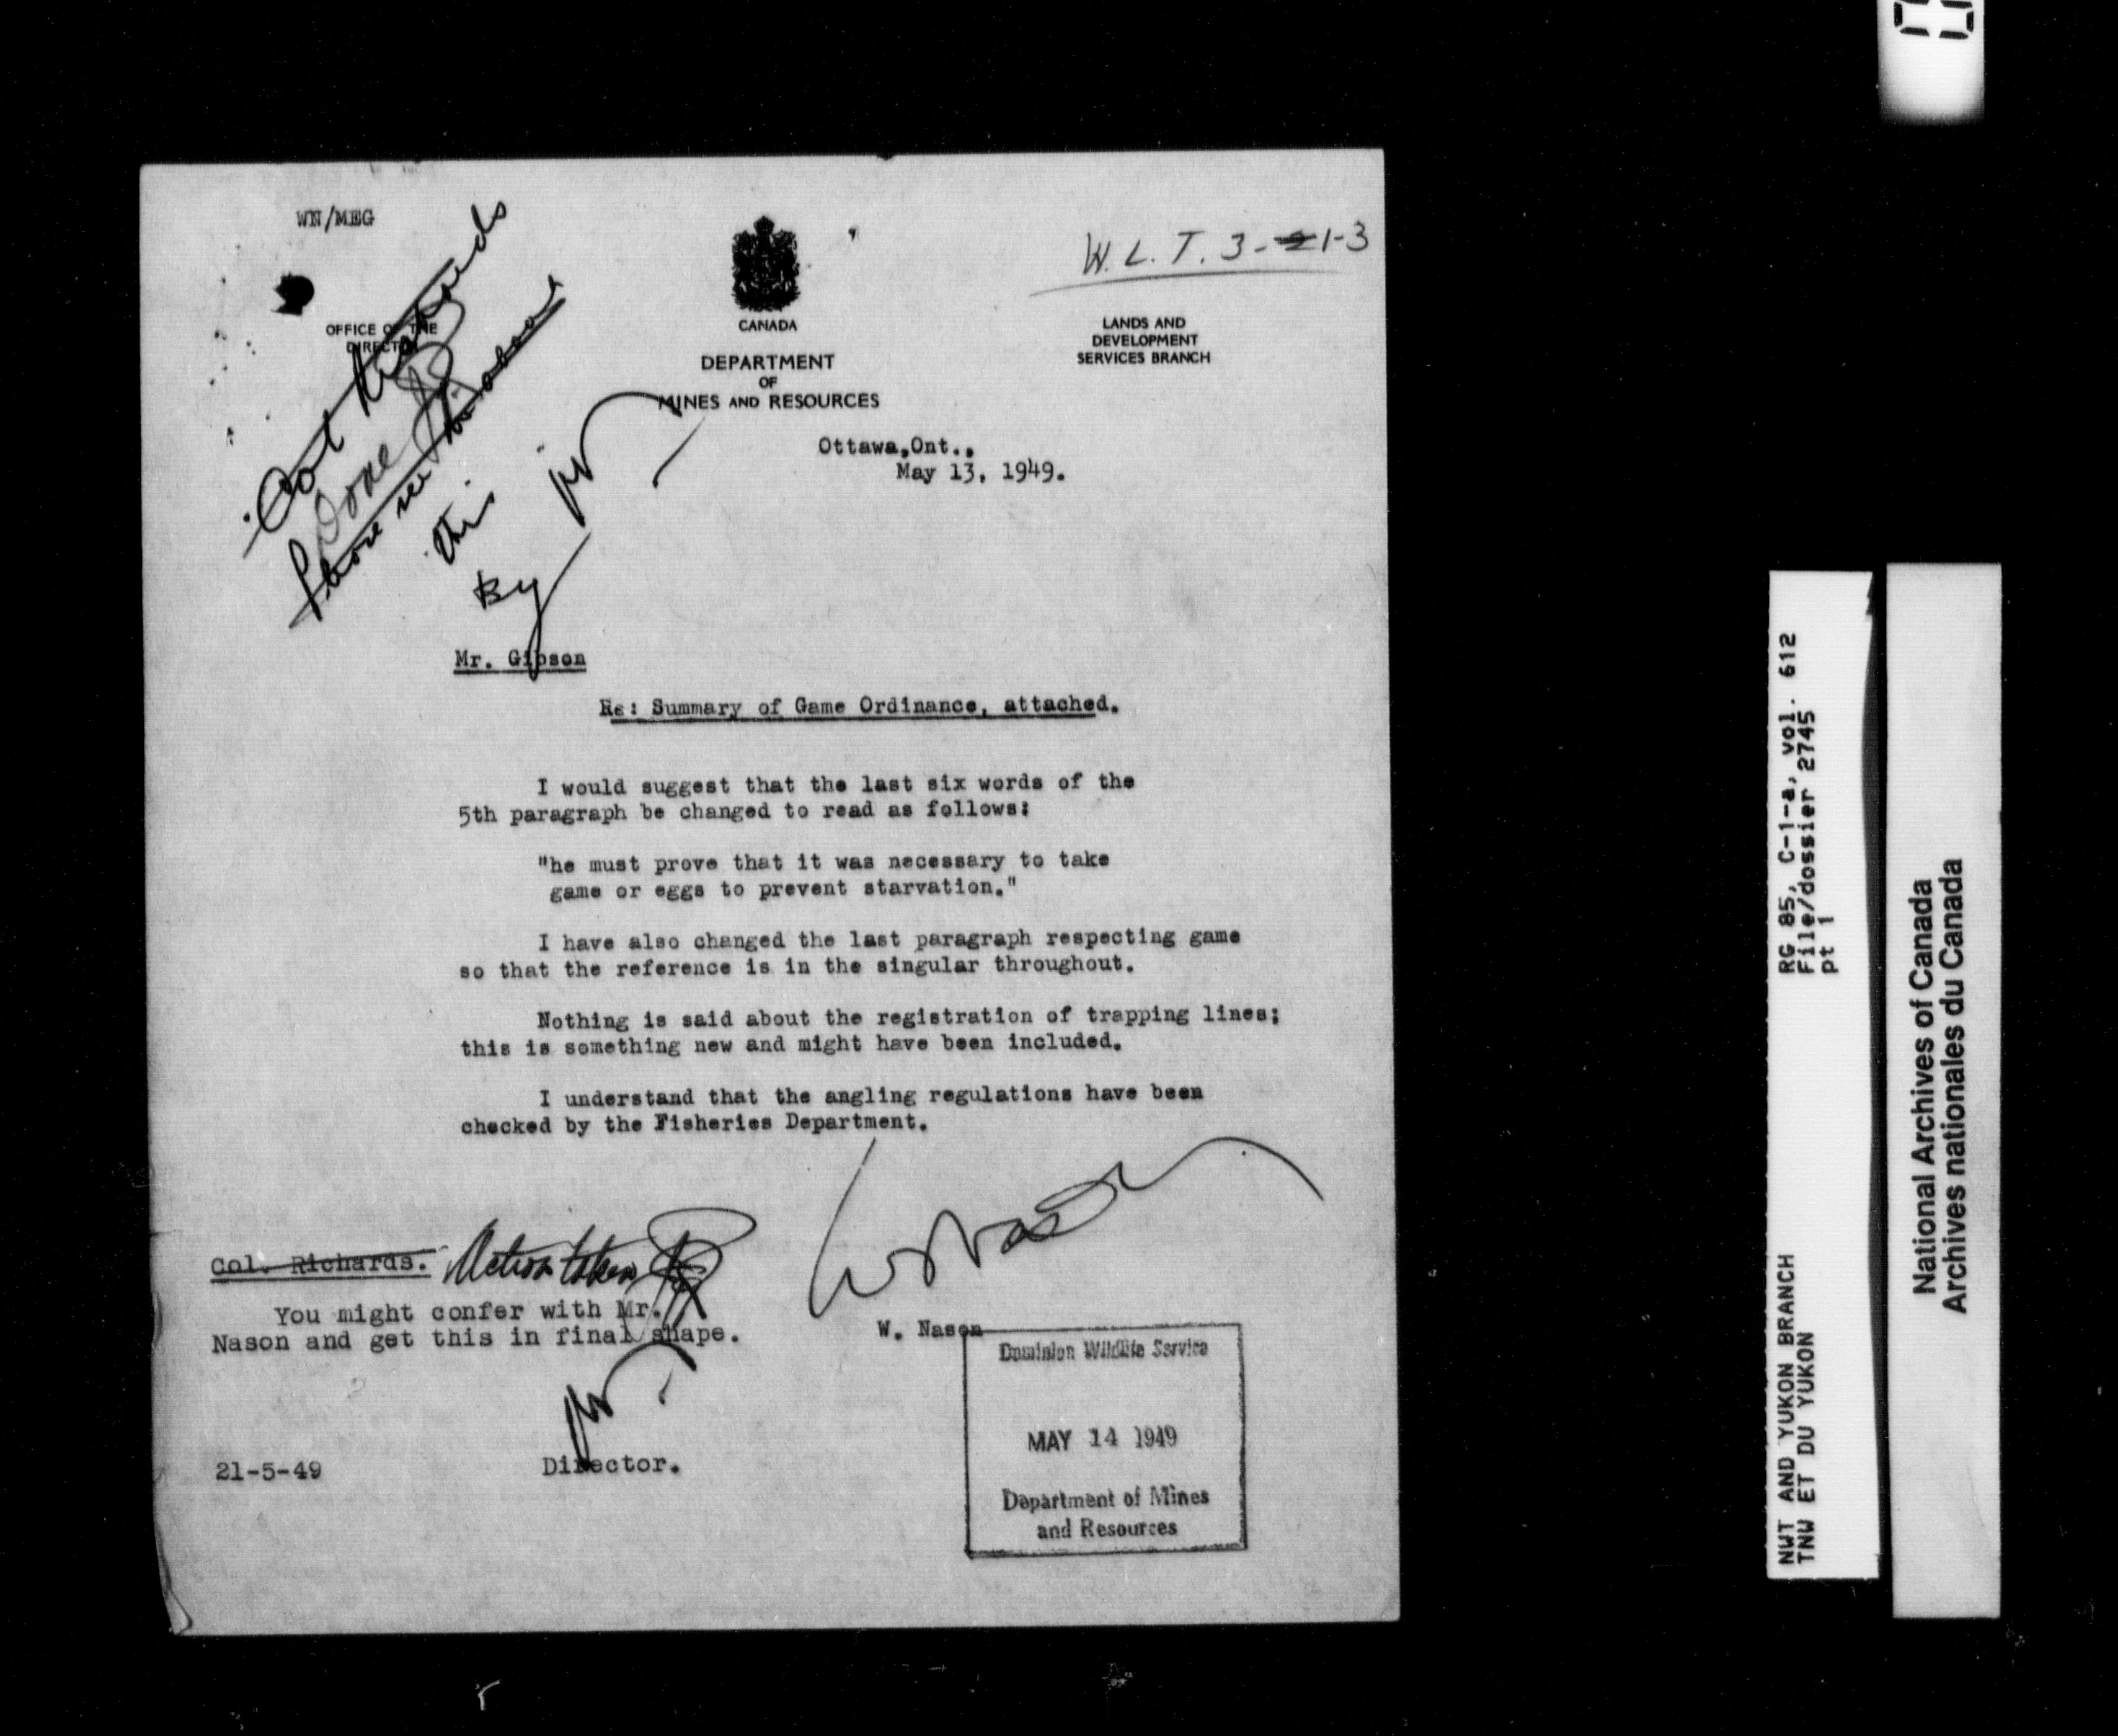 WN/MEG
W. L. T. 3-21-3
OFFICE OF THE
DIRECTOR
CANADA
DEPARTMENT
OF
MINES AND RESOURCES
LANDS AND
DEVELOPMENT
SERVICES BRANCH
Col Richards
Done
Please see me about
this
By
Ottawa,Ont.,
May 13, 1949.
Mr. Gibson
Re: Summary of Game Ordinance, attached.
I would suggest that the last six words of the
5th paragraph be changed to read as follows:
"he must prove that it was necessary to take
game or eggs to prevent starvation."
I have also changed the last paragraph respecting game
so that the reference is in the singular throughout.
Nothing is said about the registration of trapping lines;
this is something new and might have been included.
I understand that the angling regulations have been
checked by the Fisheries Department.
W Nason
Col. Richards. Action taken
You might confer with Mr.
Nason and get this in final shape.
W. Nason
21-5-49
Director.
Dominion Wildlife Service
MAY 14 1949
Department of Mines
and Resources
RG 85, C-1-a, vol. 612
File/dossier 2745
pt 1
NWT AND YUKON BRANCH
TNW ET DU YUKON
National Archives of Canada
Archives nationales du Canada